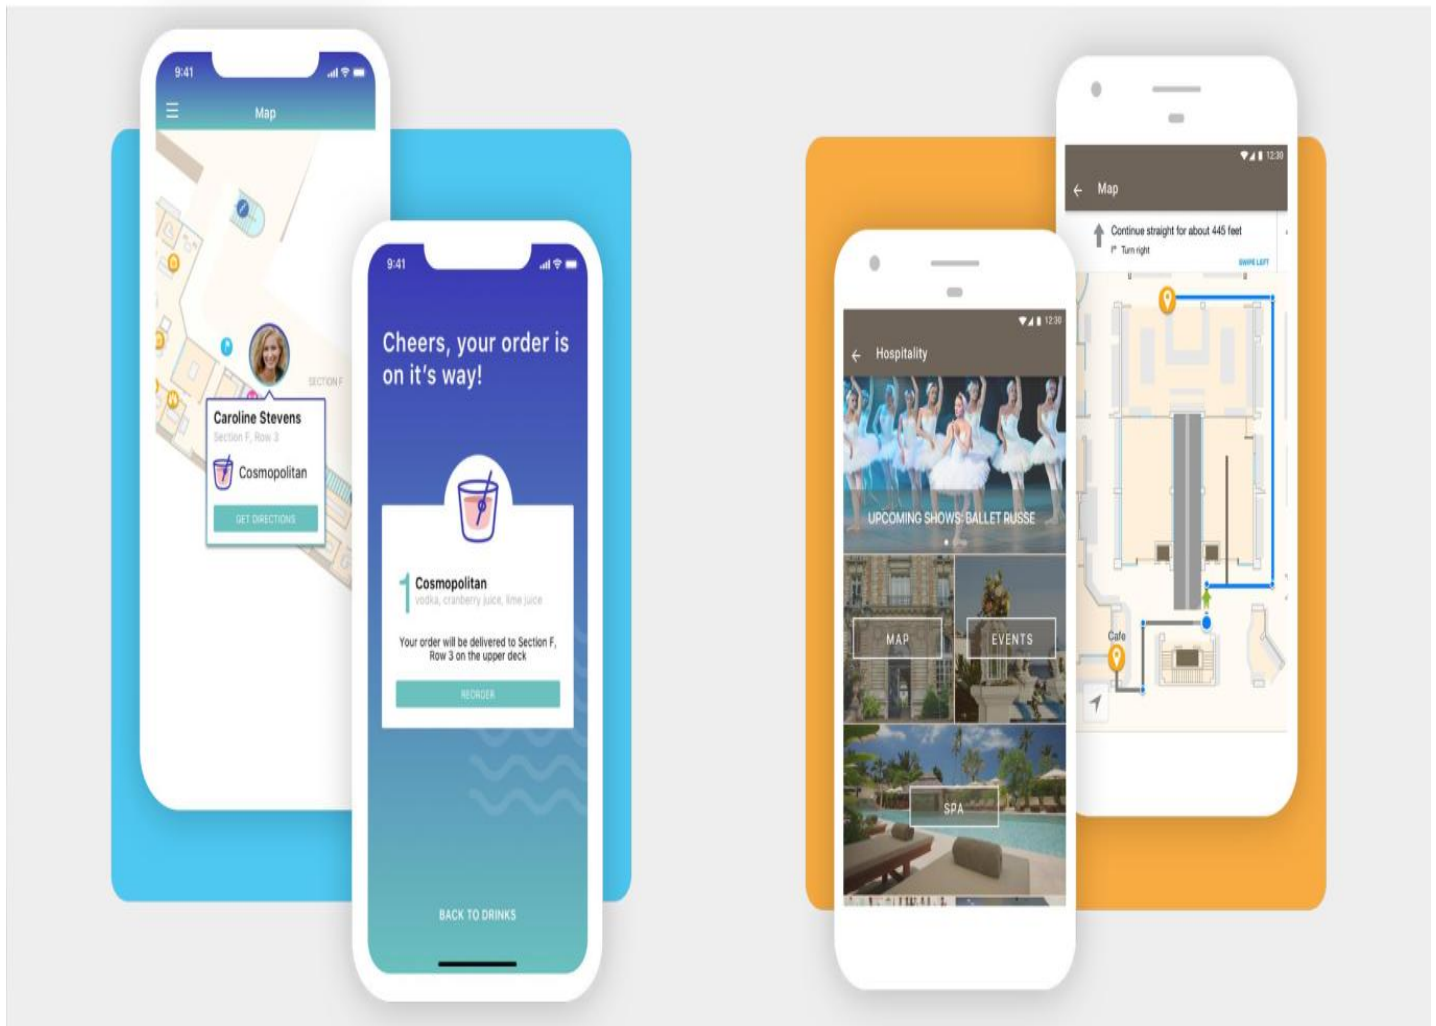 9:41
Map
SECTION F
Caroline Stevens
Section F, Row 3
Cosmopolitan
GET DIRECTIONS
9:41
Cheers, your order is
on it's way!
1 Cosmopolitan
vodka, cranberry juice, lime juice
Your order will be delivered to Section F,
Row 3 on the upper deck
REORDER
BACK TO DRINKS
12:30
Hospitality
UPCOMING SHOWS: BALLET RUSSE
MAP
EVENTS
SPA
12:30
Map
Continue straight for about 445 feet
Turn right
SWIPE LEFT
Cafe